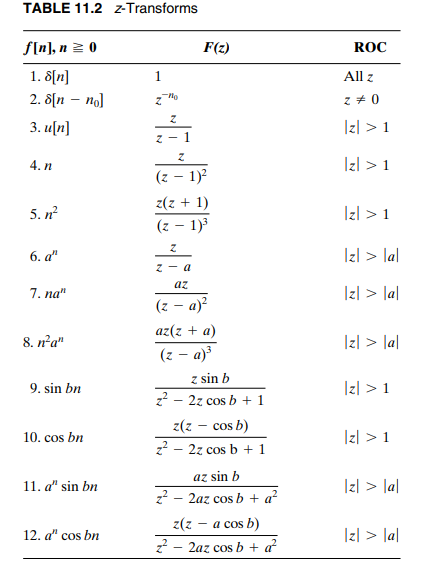 TABLE 11.2 z-Transforms
f[n], n ≧ 0 F(z) ROC
1. δ[n] 1 All z
2. δ[n − n₀] z^{−n₀} z ≠ 0
3. u[n] z/(z − 1) |z| > 1
4. n z/(z − 1)² |z| > 1
5. n² z(z + 1)/(z − 1)³ |z| > 1
6. aⁿ z/(z − a) |z| > |a|
7. naⁿ az/(z − a)² |z| > |a|
8. n²aⁿ az(z + a)/(z − a)³ |z| > |a|
9. sin bn z sin b/(z² − 2z cos b + 1) |z| > 1
10. cos bn z(z − cos b)/(z² − 2z cos b + 1) |z| > 1
11. aⁿ sin bn az sin b/(z² − 2az cos b + a²) |z| > |a|
12. aⁿ cos bn z(z − a cos b)/(z² − 2az cos b + a²) |z| > |a|